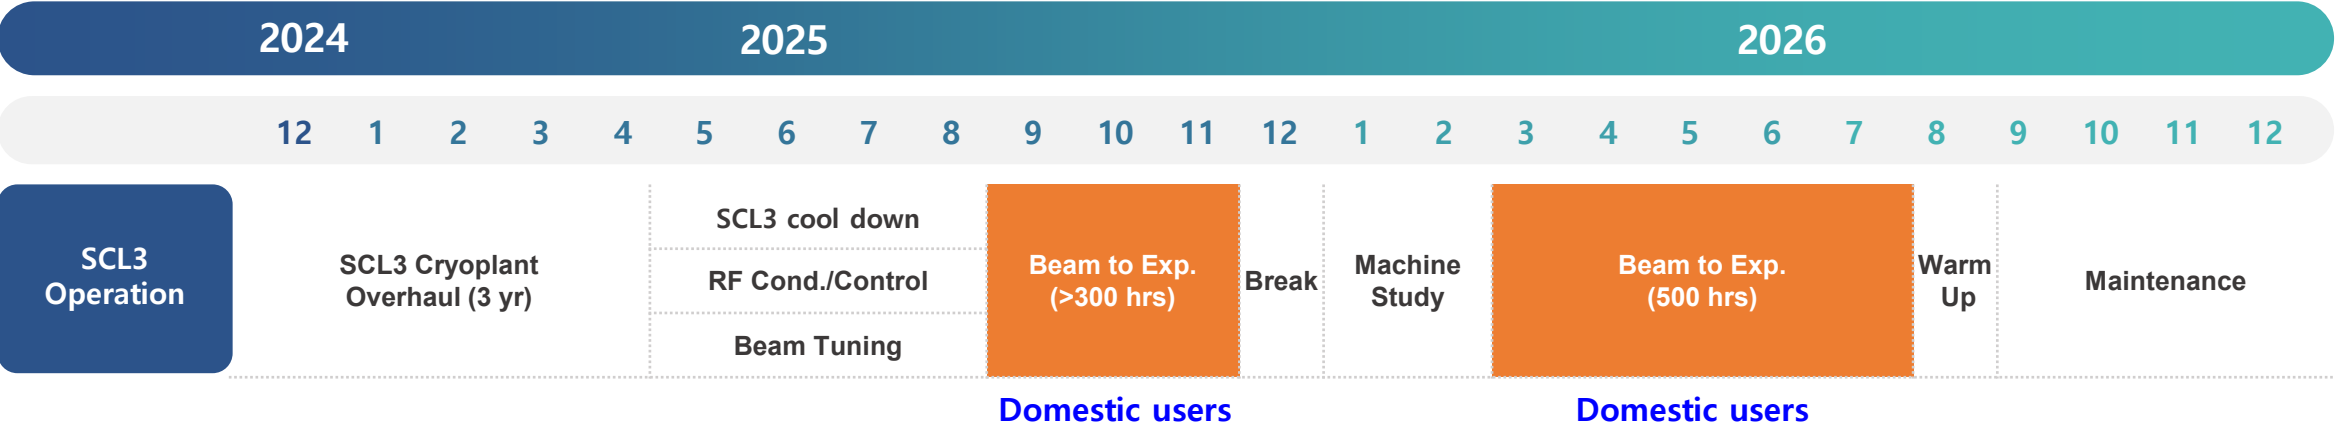 2024 2025 2026
12 1 2 3 4 5 6 7 8 9 10 11 12 1 2 3 4 5 6 7 8 9 10 11 12
SCL3
Operation
SCL3 Cryoplant
Overhaul (3 yr)
SCL3 cool down
RF Cond./Control
Beam Tuning
Beam to Exp.
(>300 hrs)
Break
Machine
Study
Beam to Exp.
(500 hrs)
Warm
Up
Maintenance
Domestic users
Domestic users